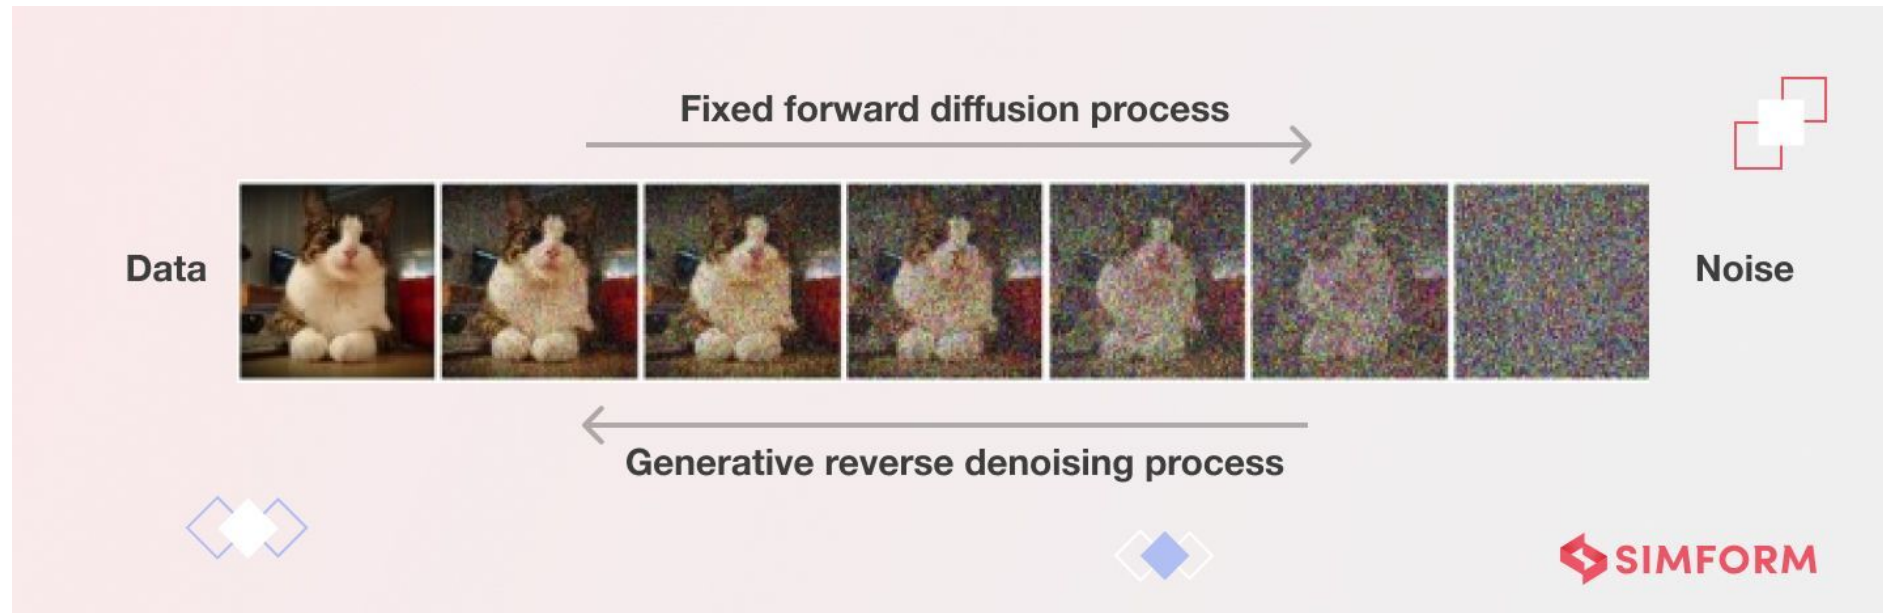 Fixed forward diffusion process
Data
Noise
Generative reverse denoising process
SIMFORM